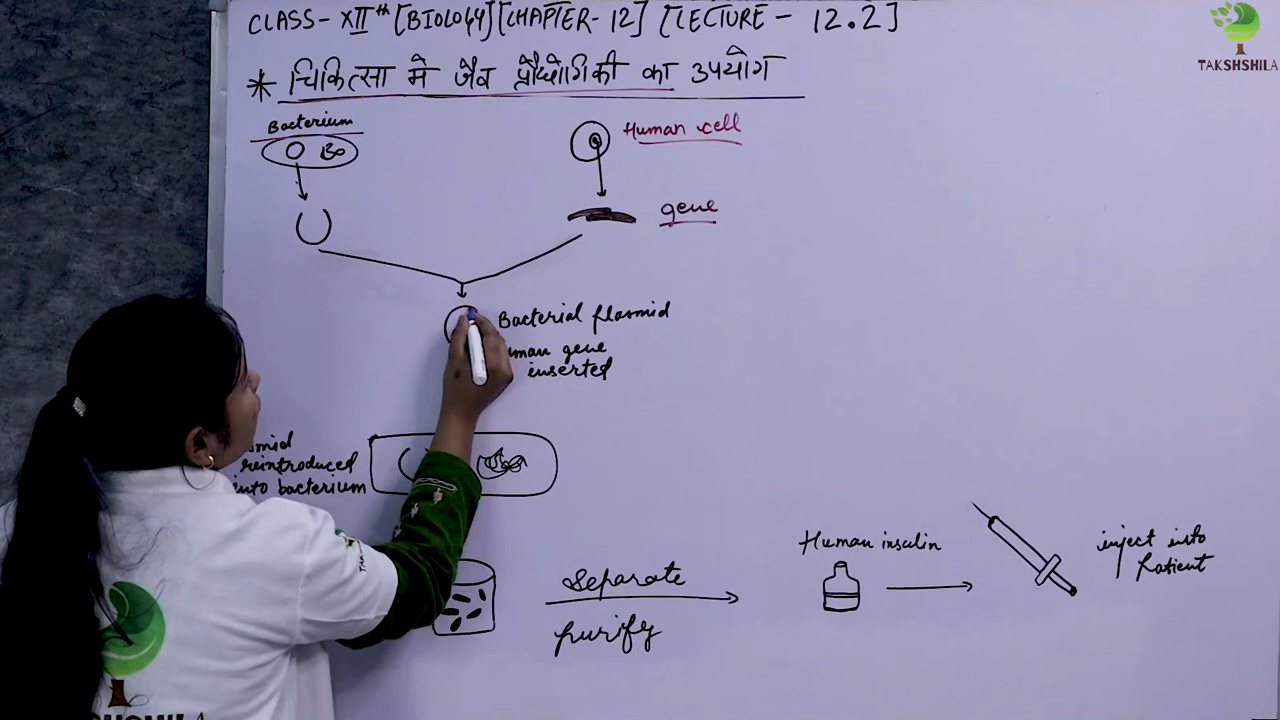 CLASS - XIIth [BIOLOGY] [CHAPTER - 12] [LECTURE - 12.2]
TAKSHSHILA
* चिकित्सा में जैव प्रौद्योगिकी का उपयोग
Bacterium
Human cell
gene
Bacterial plasmid
gene
inserted
reintroduced
into bacterium
Human insulin
inject into
Patient
Separate
purify